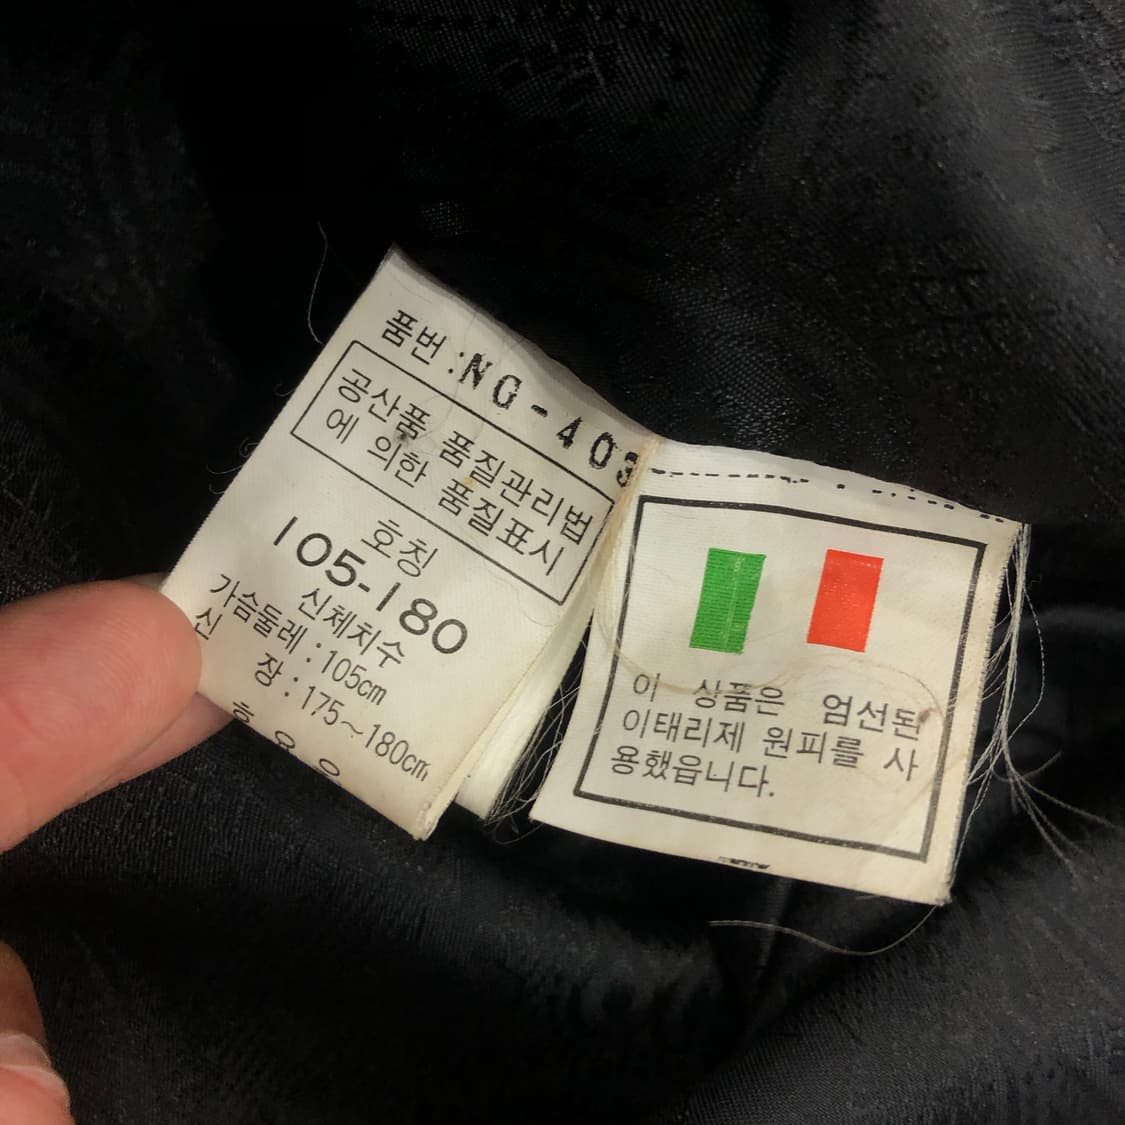 품번 : NO-403
공산품 품질관리법
에 의한 품질표시
호칭
105-180
신체치수
가슴둘레 : 105cm
신 장 : 175~180cm
이 상품은 엄선된
이태리제 원피를 사
용했읍니다.